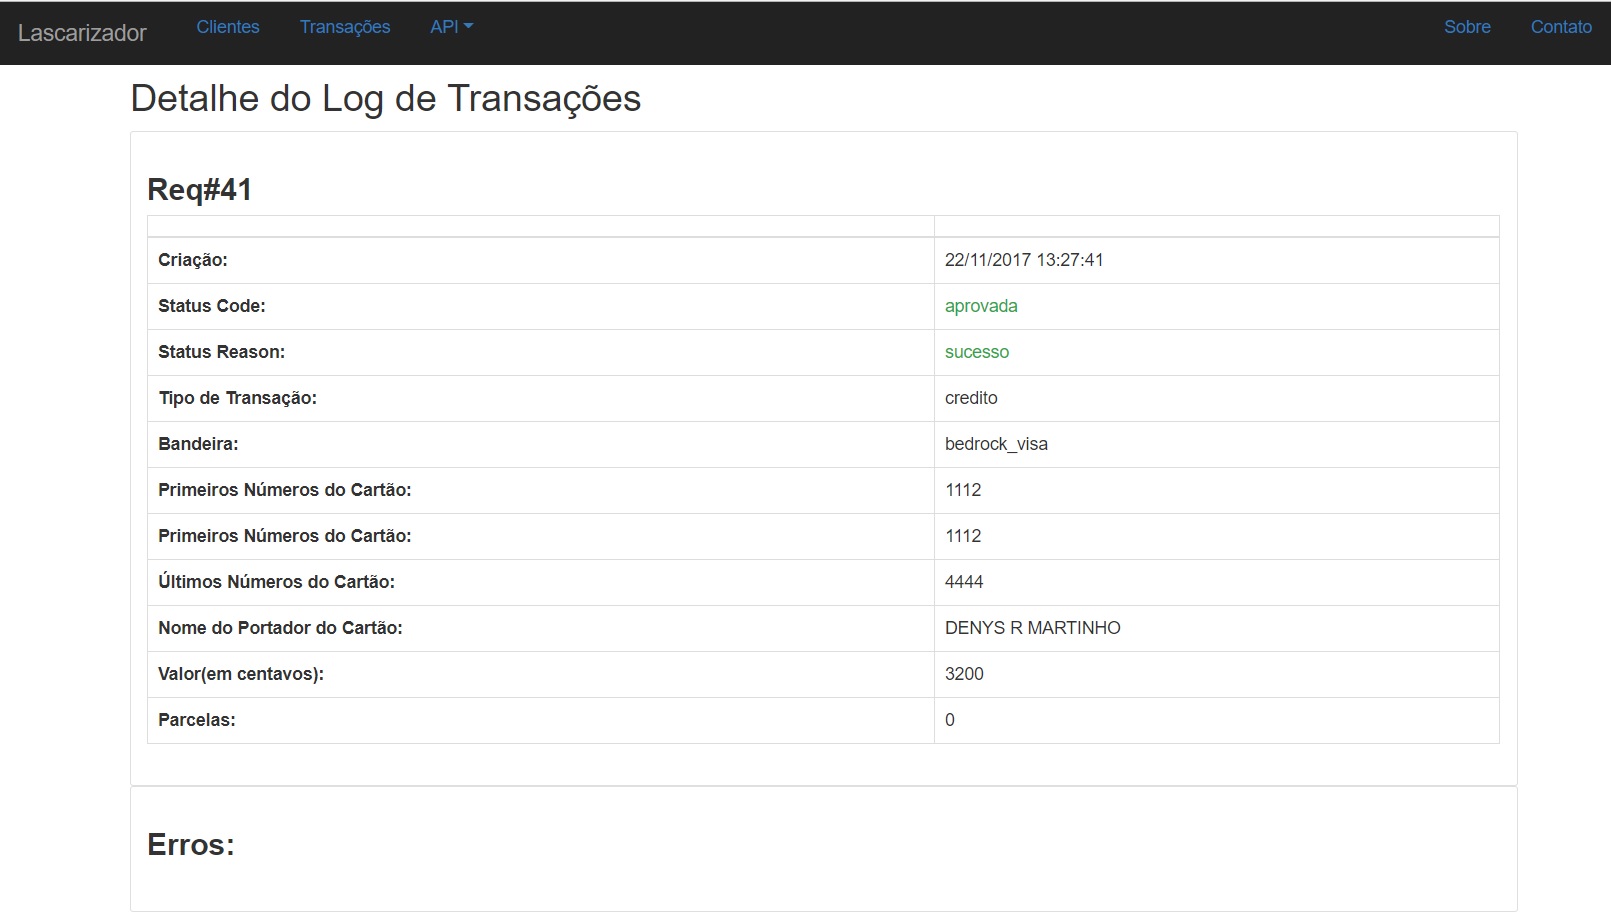 Lascarizador Clientes Transações API Sobre Contato
Detalhe do Log de Transações
Req#41
Criação: 22/11/2017 13:27:41
Status Code: aprovada
Status Reason: sucesso
Tipo de Transação: credito
Bandeira: bedrock_visa
Primeiros Números do Cartão: 1112
Primeiros Números do Cartão: 1112
Últimos Números do Cartão: 4444
Nome do Portador do Cartão: DENYS R MARTINHO
Valor(em centavos): 3200
Parcelas: 0
Erros: